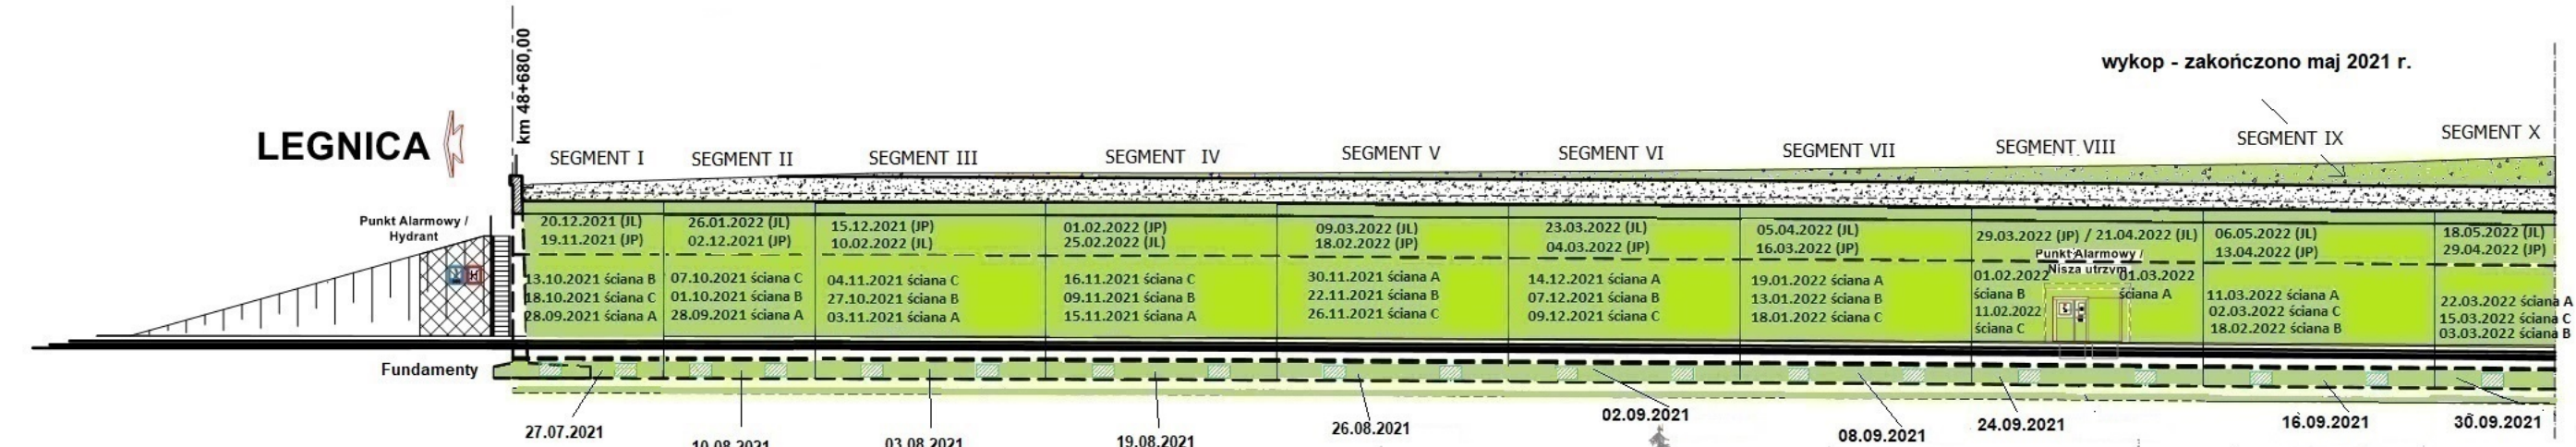 km 48+680,00
LEGNICA
wykop - zakończono maj 2021 r.
SEGMENT I
SEGMENT II
SEGMENT III
SEGMENT IV
SEGMENT V
SEGMENT VI
SEGMENT VII
SEGMENT VIII
SEGMENT IX
SEGMENT X
Punkt Alarmowy /
Hydrant
20.12.2021 (JL)
19.11.2021 (JP)
13.10.2021 ściana B
18.10.2021 ściana C
28.09.2021 ściana A
26.01.2022 (JL)
02.12.2021 (JP)
07.10.2021 ściana C
01.10.2021 ściana B
28.09.2021 ściana A
15.12.2021 (JP)
10.02.2022 (JL)
04.11.2021 ściana C
27.10.2021 ściana B
03.11.2021 ściana A
01.02.2022 (JP)
25.02.2022 (JL)
16.11.2021 ściana C
09.11.2021 ściana B
15.11.2021 ściana A
09.03.2022 (JL)
18.02.2022 (JP)
30.11.2021 ściana A
22.11.2021 ściana B
26.11.2021 ściana C
23.03.2022 (JL)
04.03.2022 (JP)
14.12.2021 ściana A
07.12.2021 ściana B
09.12.2021 ściana C
05.04.2022 (JL)
16.03.2022 (JP)
19.01.2022 ściana A
13.01.2022 ściana B
18.01.2022 ściana C
29.03.2022 (JP) / 21.04.2022 (JL)
Punkt Alarmowy /
Nisza utrzym.
01.02.2022
ściana B
11.02.2022
ściana C
01.03.2022
ściana A
06.05.2022 (JL)
13.04.2022 (JP)
11.03.2022 ściana A
02.03.2022 ściana C
18.02.2022 ściana B
18.05.2022 (JL)
29.04.2022 (JP)
22.03.2022 ściana A
15.03.2022 ściana C
03.03.2022 ściana B
Fundamenty
27.07.2021
10.08.2021
03.08.2021
19.08.2021
26.08.2021
02.09.2021
08.09.2021
24.09.2021
16.09.2021
30.09.2021